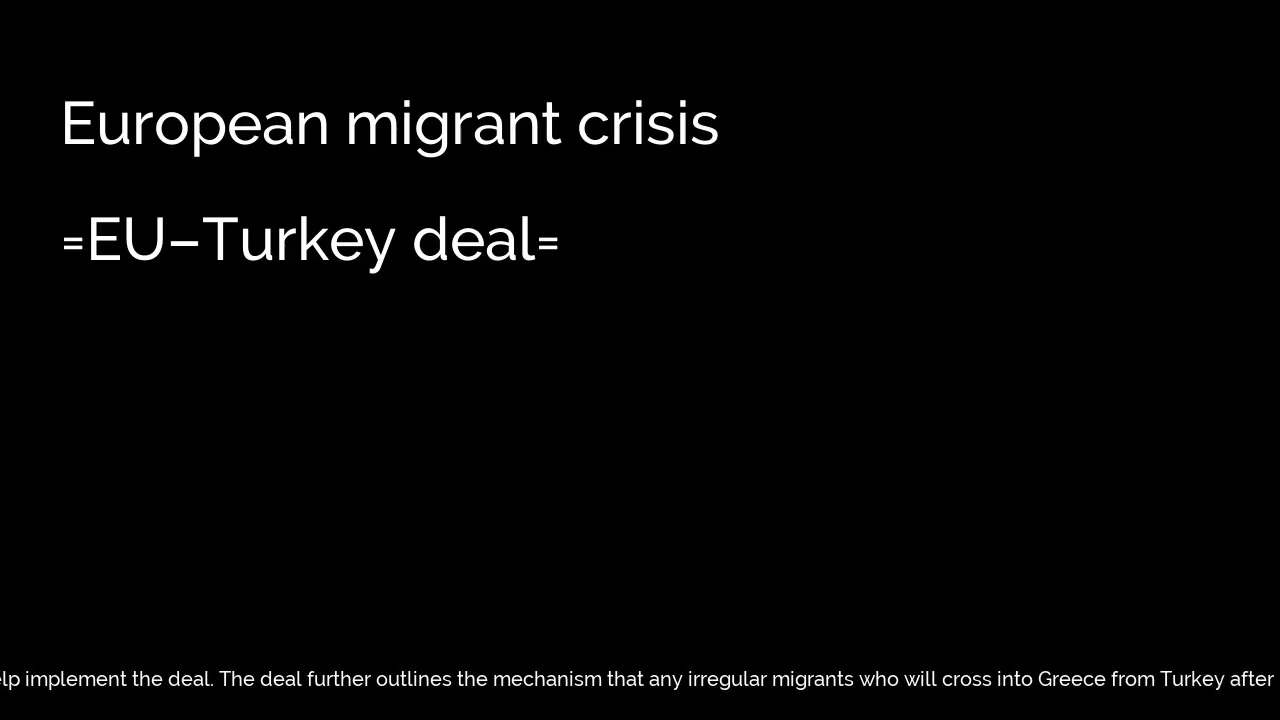 European migrant crisis
=EU–Turkey deal=
implement the deal. The deal further outlines the mechanism that any irregular migrants who will cross into Greece from Turkey after